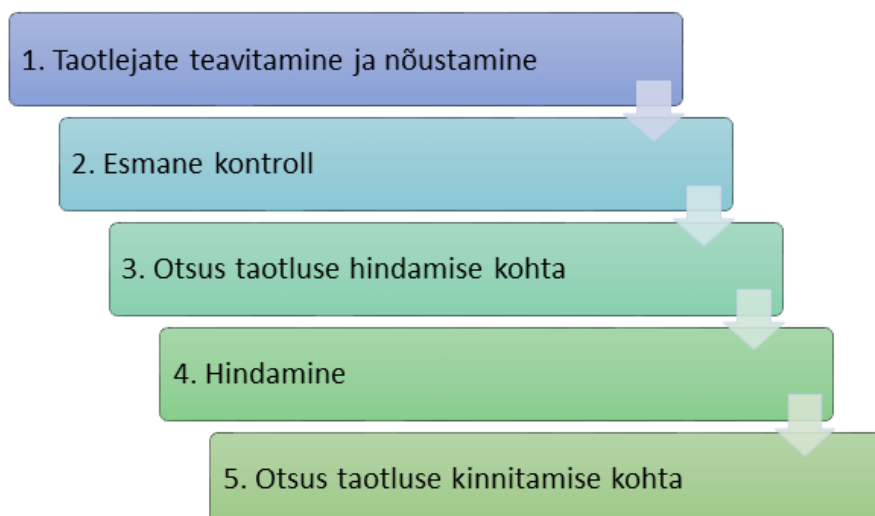 1. Taotlejate teavitamine ja nõustamine
2. Esmane kontroll
3. Otsus taotluse hindamise kohta
4. Hindamine
5. Otsus taotluse kinnitamise kohta